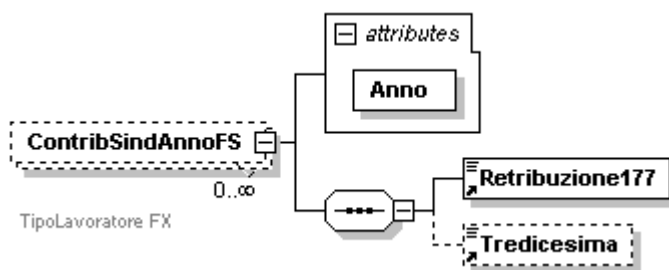 attributes
Anno
ContribSindAnnoFS
0..∞
TipoLavoratore FX
Retribuzione177
Tredicesima